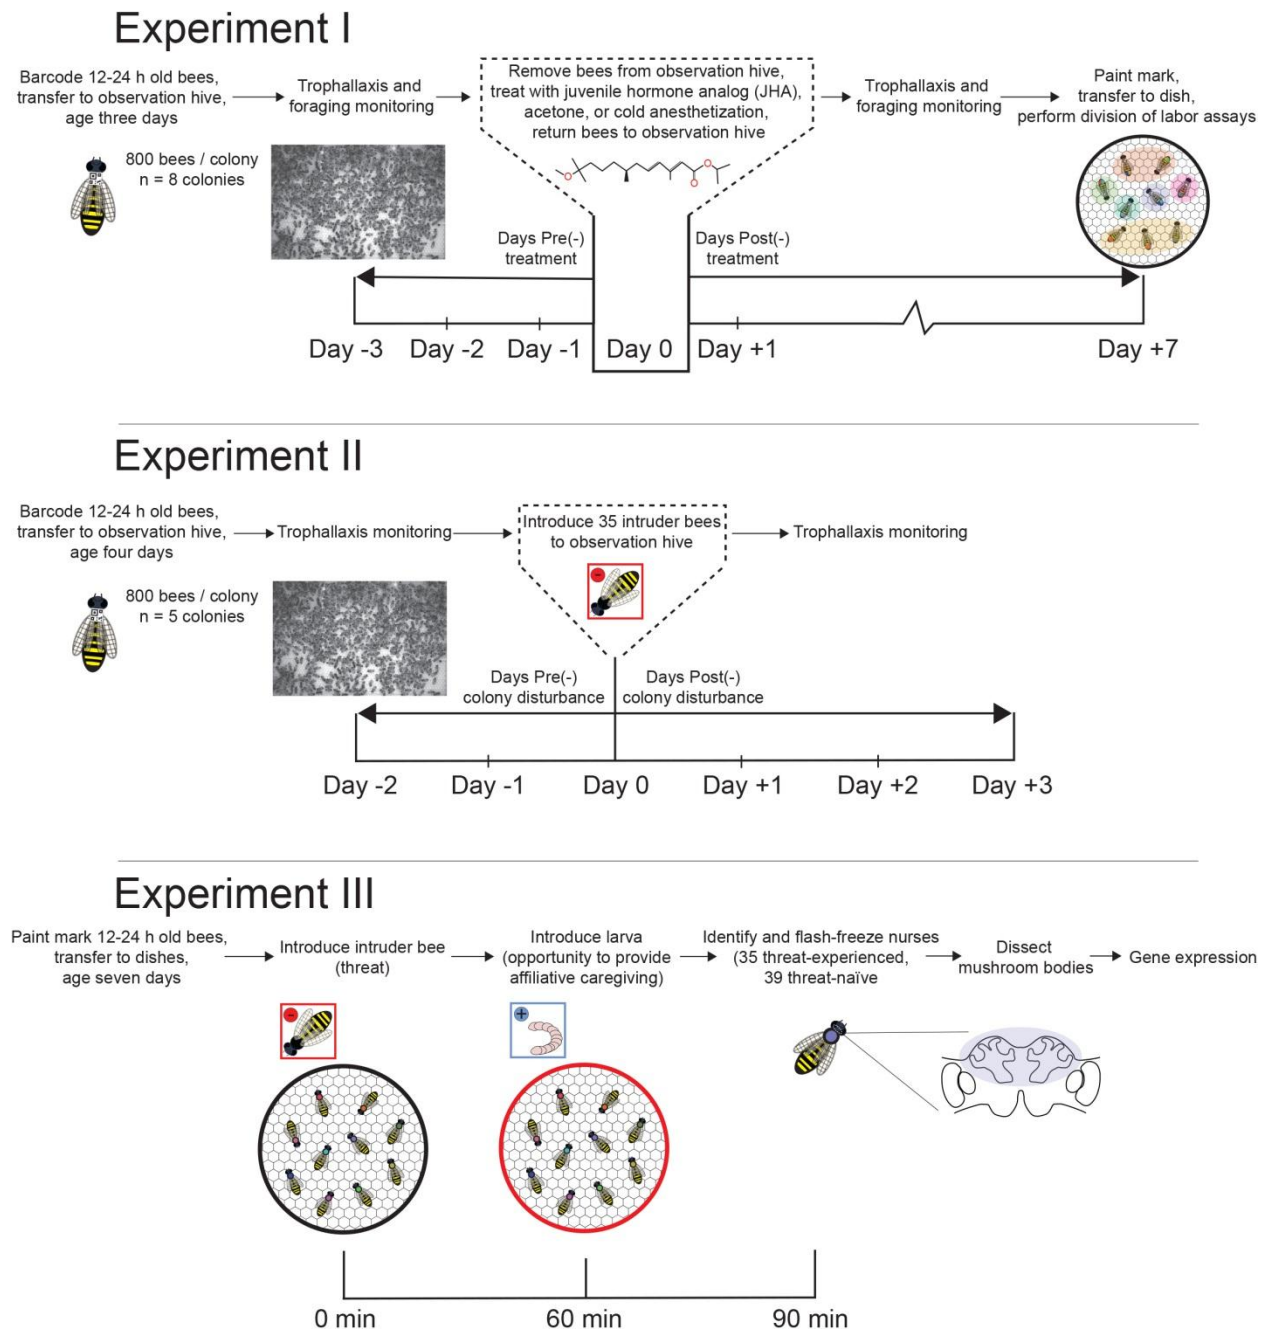 Experiment I
Barcode 12-24 h old bees,
transfer to observation hive,
age three days
Trophallaxis and
foraging monitoring
Remove bees from observation hive,
treat with juvenile hormone analog (JHA),
acetone, or cold anesthetization,
return bees to observation hive
Trophallaxis and
foraging monitoring
Paint mark,
transfer to dish,
perform division of labor assays
800 bees / colony
n = 8 colonies
O
O
O
Days Pre(-)
treatment
Days Post(-)
treatment
Day -3
Day -2
Day -1
Day 0
Day +1
Day +7
Experiment II
Barcode 12-24 h old bees,
transfer to observation hive,
age four days
Trophallaxis monitoring
Introduce 35 intruder bees
to observation hive
Trophallaxis monitoring
800 bees / colony
n = 5 colonies
Days Pre(-)
colony disturbance
Days Post(-)
colony disturbance
Day -2
Day -1
Day 0
Day +1
Day +2
Day +3
Experiment III
Paint mark 12-24 h old bees,
transfer to dishes,
age seven days
Introduce intruder bee
(threat)
Introduce larva
(opportunity to provide
affiliative caregiving)
Identify and flash-freeze nurses
(35 threat-experienced,
39 threat-naïve
Dissect
mushroom bodies
Gene expression
0 min
60 min
90 min